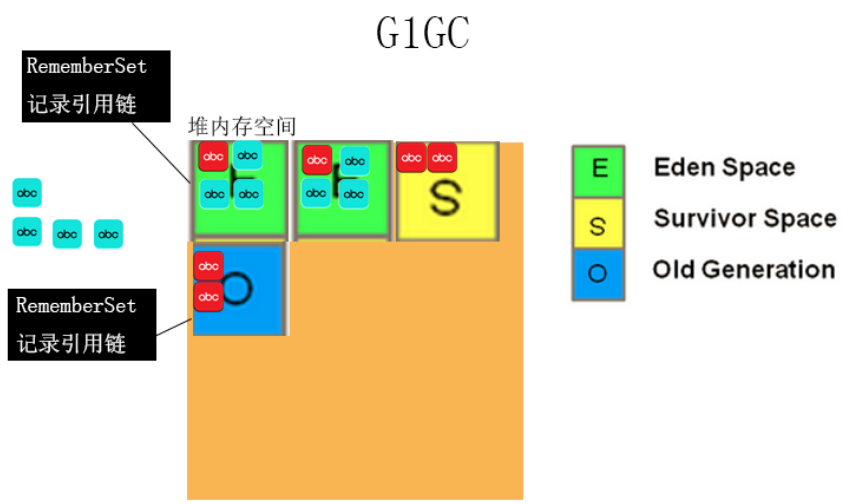 G1GC
RememberSet
记录引用链
堆内存空间
abc abc abc abc abc abc
abc abc abc abc
E
S
abc
abc abc abc
abc
abc
O
RememberSet
记录引用链
abc
abc
E Eden Space
S Survivor Space
O Old Generation